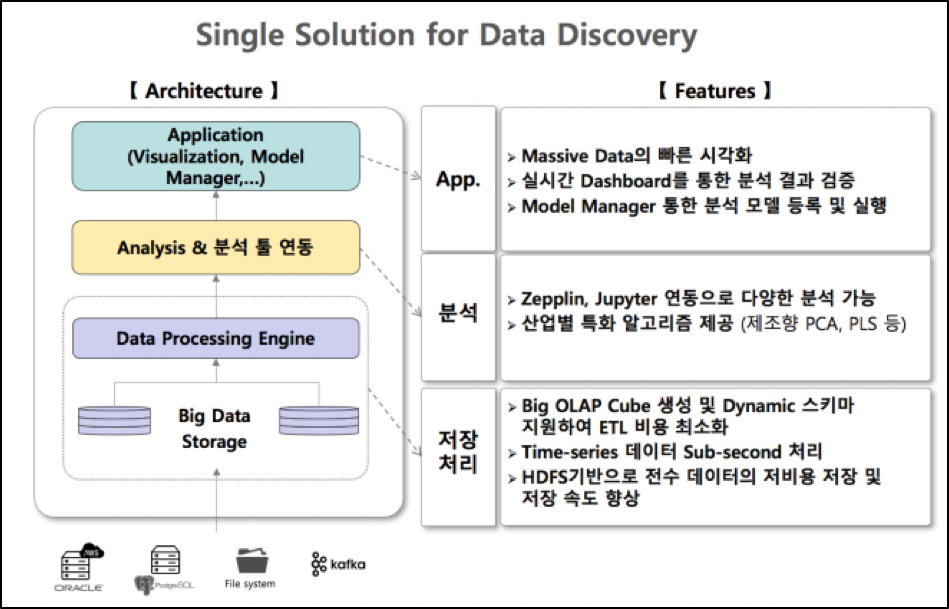 Single Solution for Data Discovery
【 Architecture 】
Application
(Visualization, Model
Manager,...)
Analysis & 분석 툴 연동
Data Processing Engine
Big Data
Storage
AWS
ORACLE
PostgreSQL
File system
kafka
【 Features 】
App.
➢ Massive Data의 빠른 시각화
➢ 실시간 Dashboard를 통한 분석 결과 검증
➢ Model Manager 통한 분석 모델 등록 및 실행
분석
➢ Zepplin, Jupyter 연동으로 다양한 분석 가능
➢ 산업별 특화 알고리즘 제공 (제조향 PCA, PLS 등)
저장
처리
➢ Big OLAP Cube 생성 및 Dynamic 스키마
지원하여 ETL 비용 최소화
➢ Time-series 데이터 Sub-second 처리
➢ HDFS기반으로 전수 데이터의 저비용 저장 및
저장 속도 향상